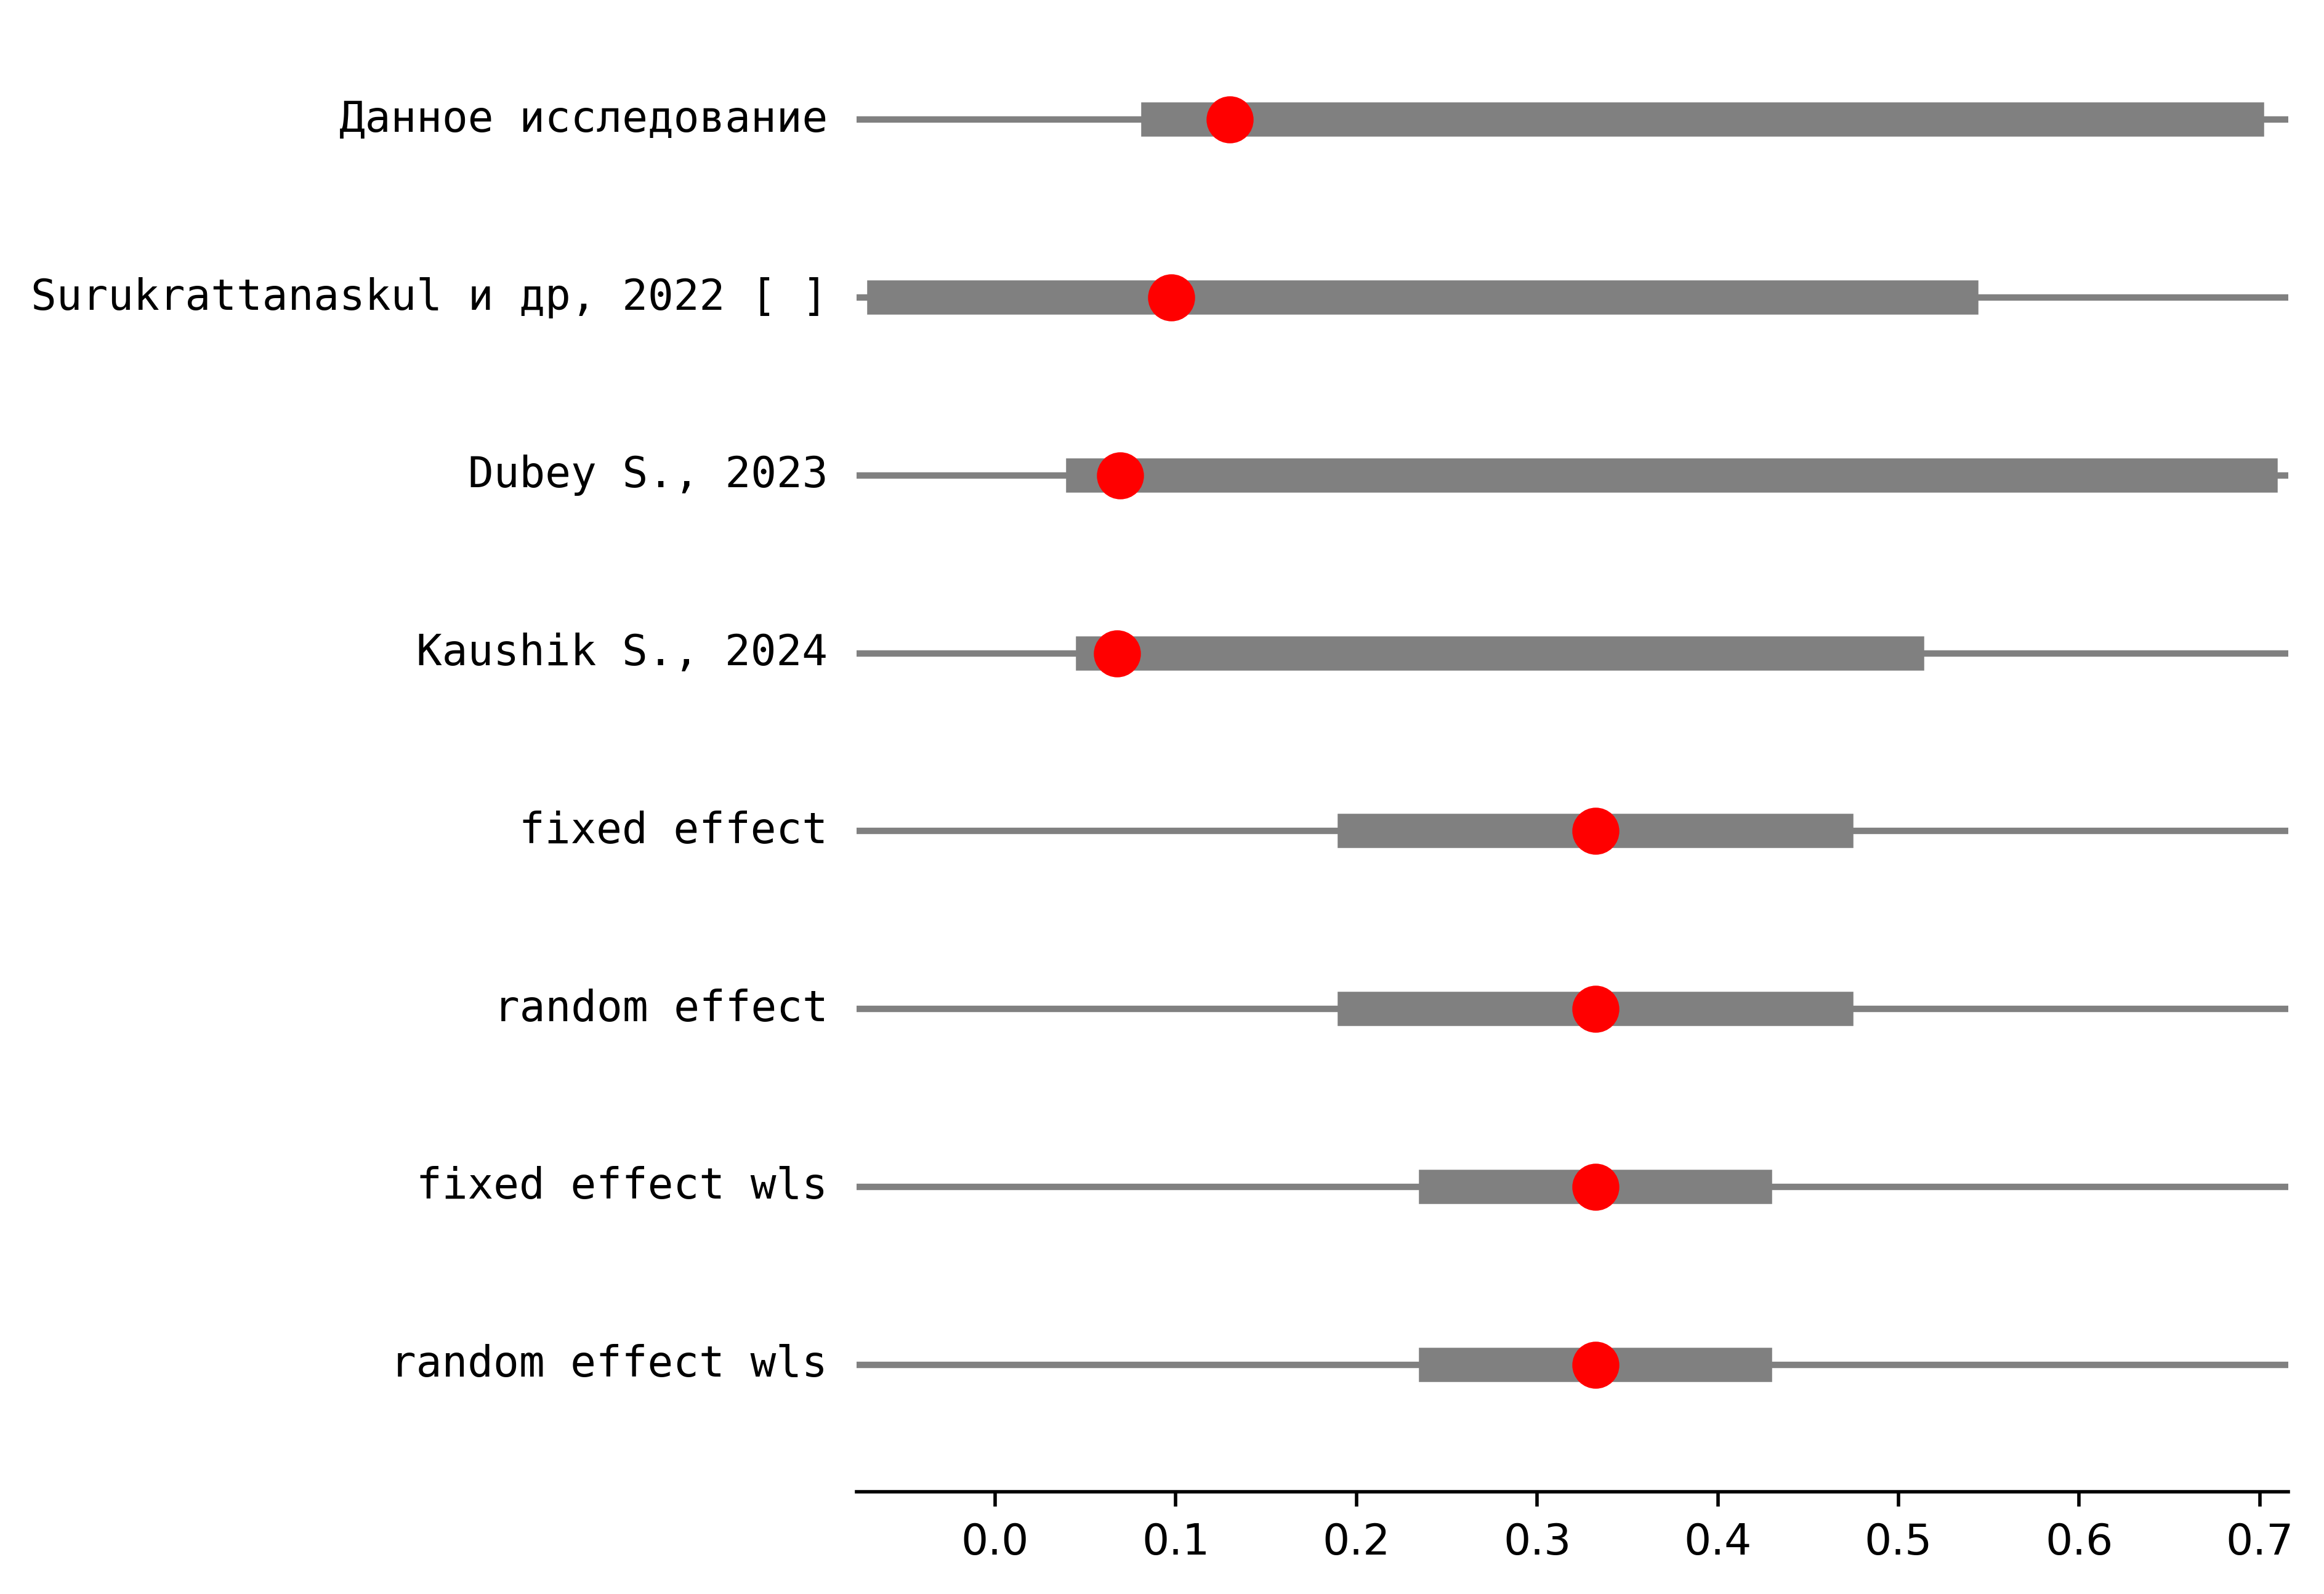 Данное исследование
Surukrattanaskul и др, 2022 [ ]
Dubey S., 2023
Kaushik S., 2024
fixed effect
random effect
fixed effect wls
random effect wls
0.0 0.1 0.2 0.3 0.4 0.5 0.6 0.7